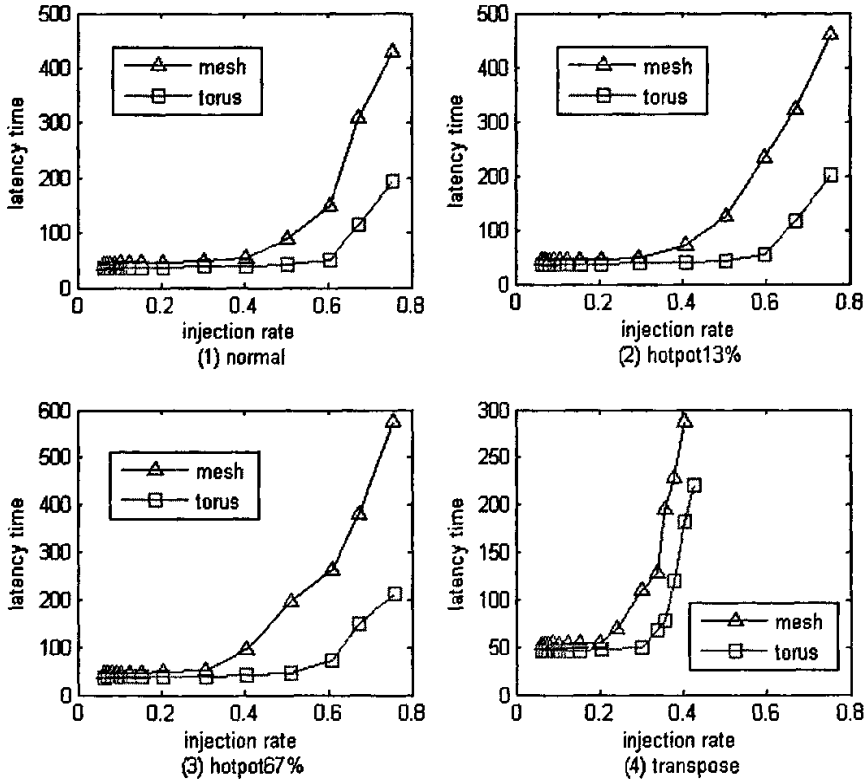 500
400
300
200
100
0
latency time
mesh
torus
0 0.2 0.4 0.6 0.8
injection rate
(1) normal
500
400
300
200
100
0
latency time
mesh
torus
0 0.2 0.4 0.6 0.8
injection rate
(2) hotpot13%
600
500
400
300
200
100
0
latency time
mesh
torus
0 0.2 0.4 0.6 0.8
injection rate
(3) hotpot67%
300
250
200
150
100
50
0
latency time
mesh
torus
0 0.2 0.4 0.6 0.8
injection rate
(4) transpose